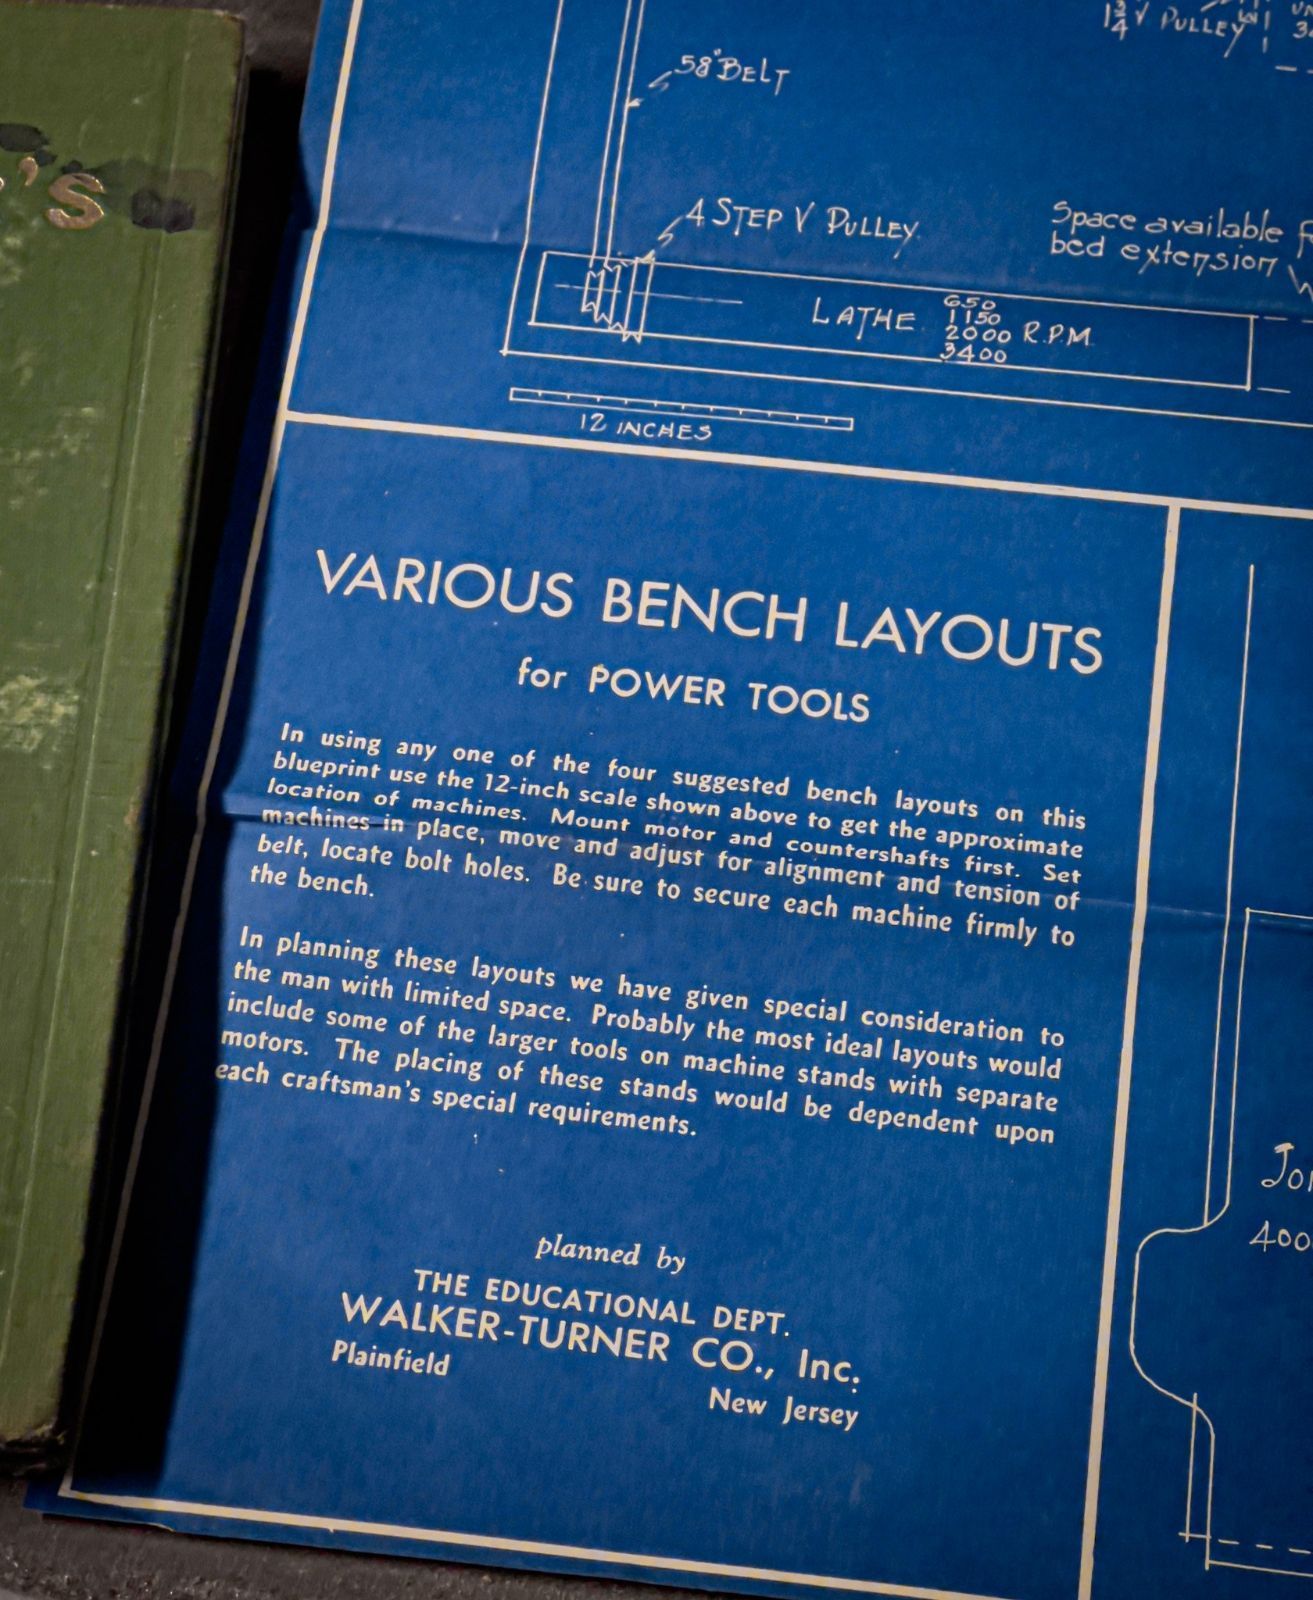 'S
58" BELT
1 3/4 V PULLEY
4 STEP V PULLEY
Space available
bed extension
LATHE 650
1150
2000 R.P.M.
3400
12 INCHES
VARIOUS BENCH LAYOUTS
for POWER TOOLS
In using any one of the four suggested bench layouts on this
blueprint use the 12-inch scale shown above to get the approximate
location of machines. Mount motor and countershafts first. Set
machines in place, move and adjust for alignment and tension of
belt, locate bolt holes. Be sure to secure each machine firmly to
the bench.
In planning these layouts we have given special consideration to
the man with limited space. Probably the most ideal layouts would
include some of the larger tools on machine stands with separate
motors. The placing of these stands would be dependent upon
each craftsman's special requirements.
planned by
THE EDUCATIONAL DEPT.
WALKER-TURNER CO., Inc.
Plainfield
New Jersey
400